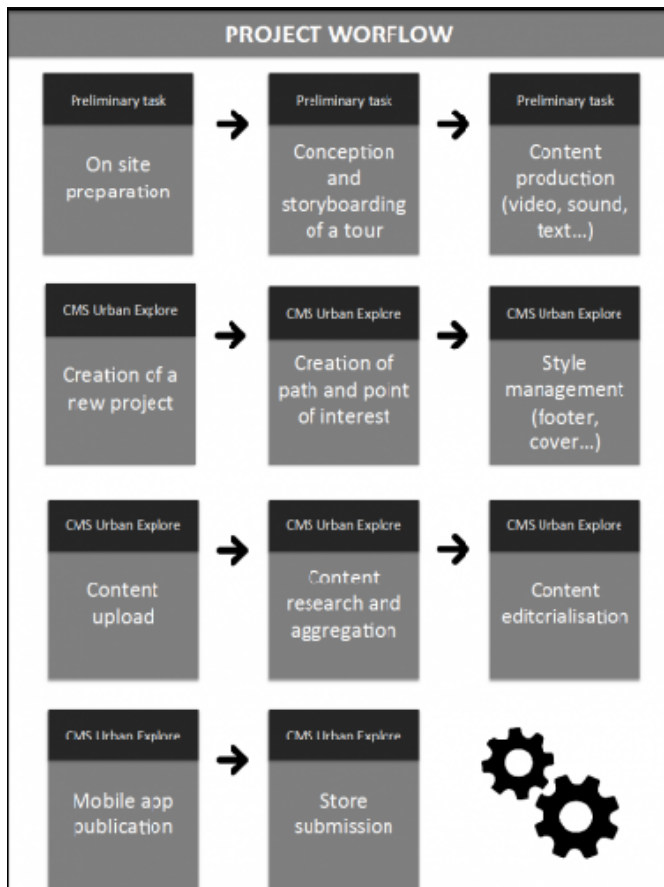 PROJECT WORFLOW
Preliminary task
On site
preparation
Preliminary task
Conception
and
storyboarding
of a tour
Preliminary task
Content
production
(video, sound,
text...)
CMS Urban Explore
Creation of a
new project
CMS Urban Explore
Creation of
path and point
of interest
CMS Urban Explore
Style
management
(footer,
cover...)
CMS Urban Explore
Content
upload
CMS Urban Explore
Content
research and
aggregation
CMS Urban Explore
Content
editorialisation
CMS Urban Explore
Mobile app
publication
CMS Urban Explore
Store
submission